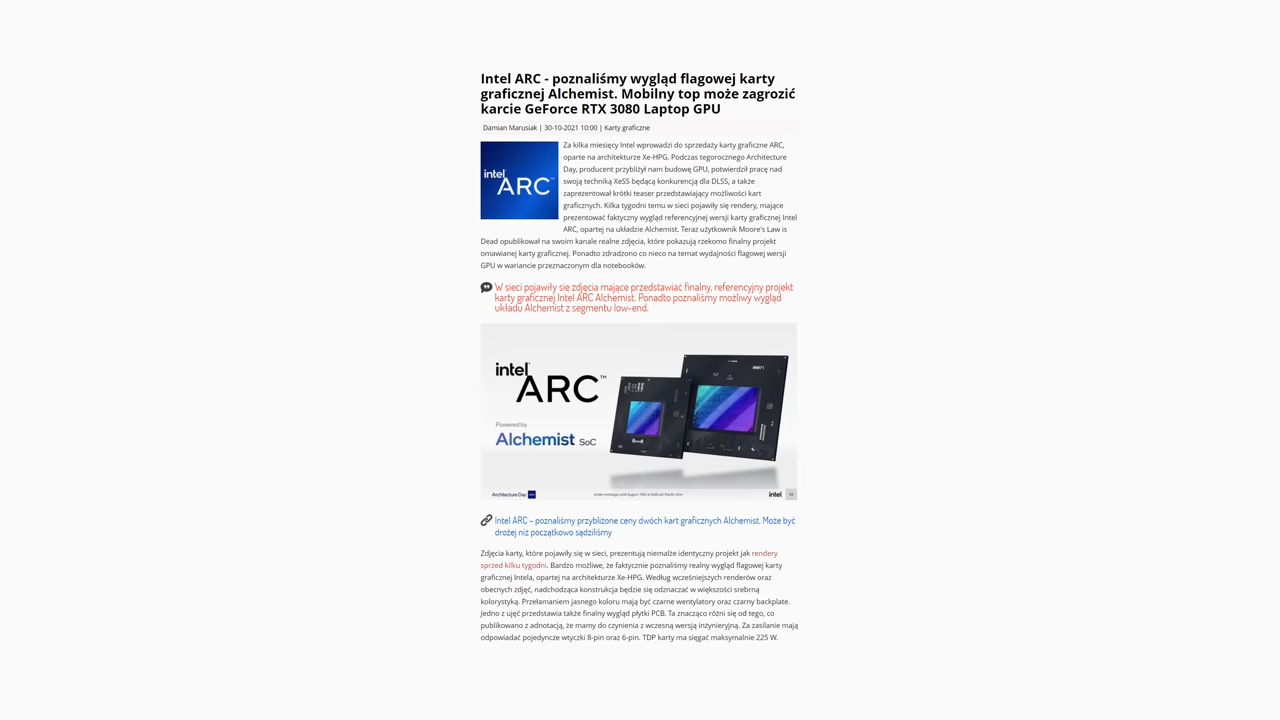 Intel ARC - poznaliśmy wygląd flagowej karty
graficznej Alchemist. Mobilny top może zagrozić
karcie GeForce RTX 3080 Laptop GPU
Damian Marusiak | 30-10-2021 10:00 | Karty graficzne
intel
ARC™
Za kilka miesięcy Intel wprowadzi do sprzedaży karty graficzne ARC,
oparte na architekturze Xe-HPG. Podczas tegorocznego Architecture
Day, producent przybliżył nam budowę GPU, potwierdził pracę nad
swoją techniką XeSS będącą konkurencją dla DLSS, a także
zaprezentował krótki teaser przedstawiający możliwości kart
graficznych. Kilka tygodni temu w sieci pojawiły się rendery, mające
prezentować faktyczny wygląd referencyjnej wersji karty graficznej Intel
ARC, opartej na układzie Alchemist. Teraz użytkownik Moore's Law is
Dead opublikował na swoim kanale realne zdjęcia, które pokazują rzekomo finalny projekt
omawianej karty graficznej. Ponadto zdradzono co nieco na temat wydajności flagowej wersji
GPU w wariancie przeznaczonym dla notebooków.
W sieci pojawiły się zdjęcia mające przedstawiać finalny, referencyjny projekt
karty graficznej Intel ARC Alchemist. Ponadto poznaliśmy możliwy wygląd
układu Alchemist z segmentu low-end.
intel
ARC™
Powered by
Alchemist SoC
Architecture Day
Under embargo until August 19th at 6:00 am Pacific time
intel
Intel ARC - poznaliśmy przybliżone ceny dwóch kart graficznych Alchemist. Może być
drożej niż początkowo sądziliśmy
Zdjęcia karty, które pojawiły się w sieci, prezentują niemalże identyczny projekt jak rendery
sprzed kilku tygodni. Bardzo możliwe, że faktycznie poznaliśmy realny wygląd flagowej karty
graficznej Intela, opartej na architekturze Xe-HPG. Według wcześniejszych renderów oraz
obecnych zdjęć, nadchodząca konstrukcja będzie się odznaczać w większości srebrną
kolorystyką. Przełamaniem jasnego koloru mają być czarne wentylatory oraz czarny backplate.
Jedno z ujęć przedstawia także finalny wygląd płytki PCB. Ta znacząco różni się od tego, co
publikowano z adnotacją, że mamy do czynienia z wczesną wersją inżynieryjną. Za zasilanie mają
odpowiadać pojedyncze wtyczki 8-pin oraz 6-pin. TDP karty ma sięgać maksymalnie 225 W.